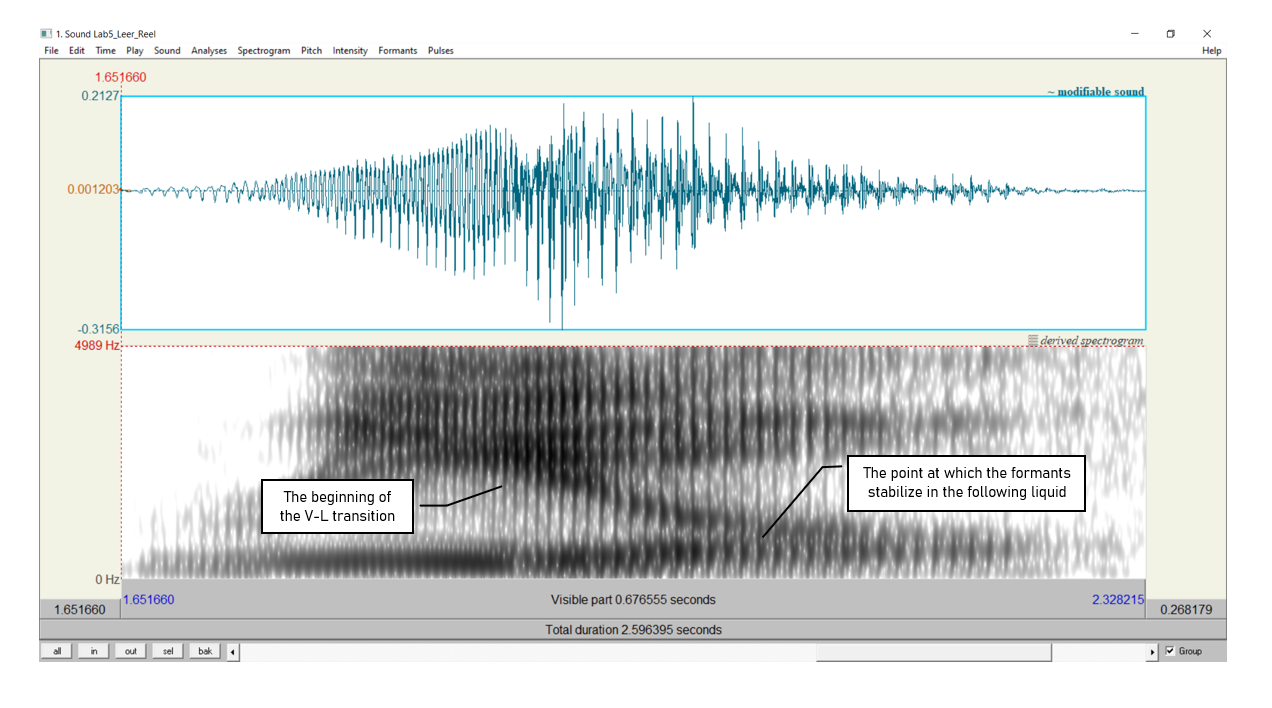 1. Sound Lab5_Leer_Reel
File Edit Time Play Sound Analyses Spectrogram Pitch Intensity Formants Pulses Help
1.651660
0.2127
~ modifiable sound
0.001203
-0.3156
4989 Hz
derived spectrogram
The beginning of
the V-L transition
The point at which the formants
stabilize in the following liquid
0 Hz
1.651660 Visible part 0.676555 seconds 2.328215
1.651660 0.268179
Total duration 2.596395 seconds
all in out sel bak Group